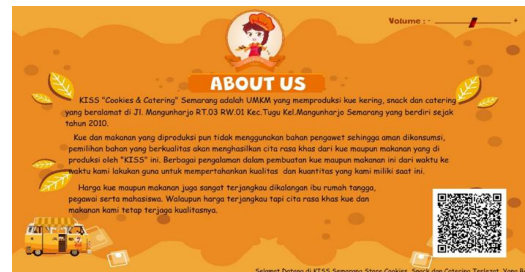 Volume : - +
ABOUT US
KISS "Cookies & Catering" Semarang adalah UMKM yang memproduksi kue kering, snack dan catering
yang beralamat di Jl. Mangunharjo RT.03 RW.01 Kec.Tugu Kel.Mangunharjo Semarang yang berdiri sejak
tahun 2010.
Kue dan makanan yang diproduksi pun tidak menggunakan bahan pengawet sehingga aman dikonsumsi,
pemilihan bahan yang berkualitas akan menghasilkan cita rasa khas dari kue maupun makanan yang di
produksi oleh "KISS" ini. Berbagai pengalaman dalam pembuatan kue maupun makanan ini dari waktu ke
waktu kami lakukan guna untuk mempertahankan kualitas dan kuantitas yang kami miliki saat ini.
Harga kue maupun makanan juga sangat terjangkau dikalangan ibu rumah tangga,
pegawai serta mahasiswa. Walaupun harga terjangkau tapi cita rasa khas kue dan
makanan kami tetap terjaga kualitasnya.
Selamat Datang di KISS Semarang Store Cookies, Snack dan Catering Terlezat, Yang